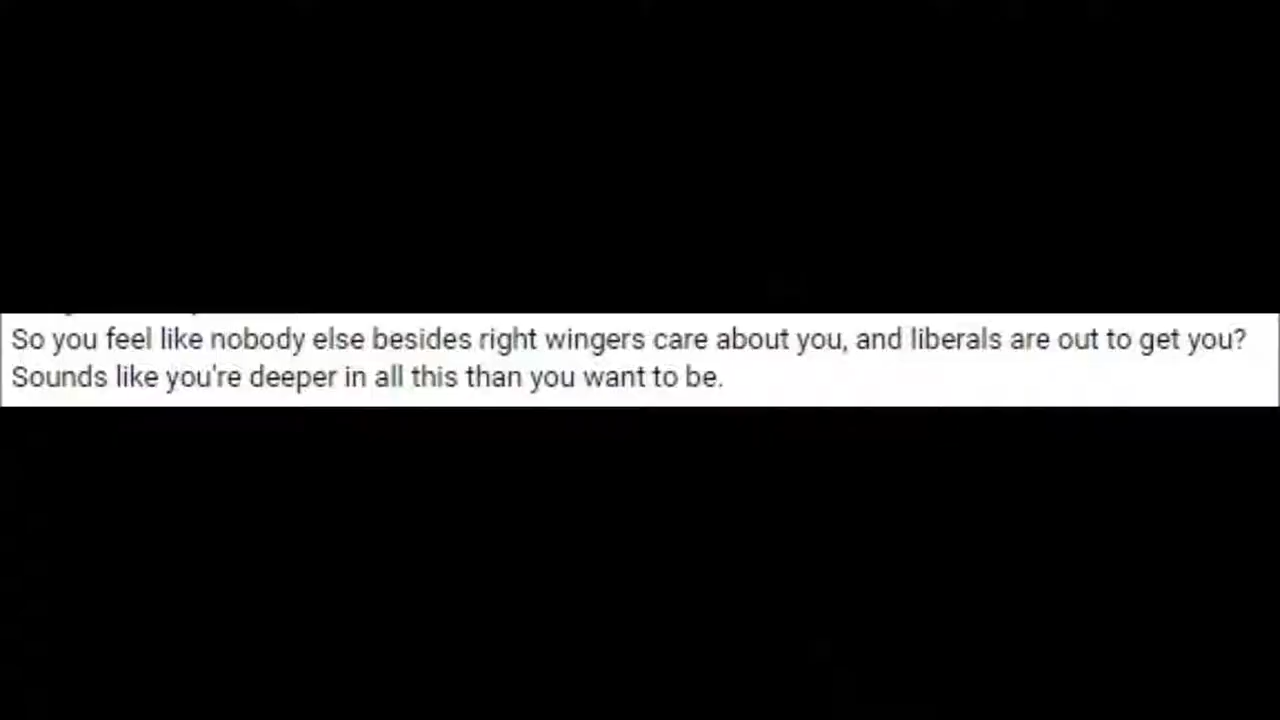 So you feel like nobody else besides right wingers care about you, and liberals are out to get you?
Sounds like you're deeper in all this than you want to be.